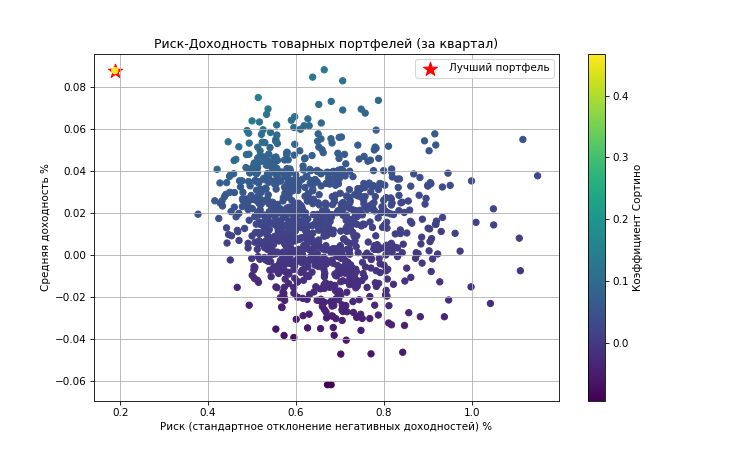 Риск-Доходность товарных портфелей (за квартал)
Лучший портфель
Средняя доходность %
0.08
0.06
0.04
0.02
0.00
−0.02
−0.04
−0.06
0.2 0.4 0.6 0.8 1.0
Риск (стандартное отклонение негативных доходностей) %
0.4
0.3
0.2
0.1
0.0
Коэффициент Сортино